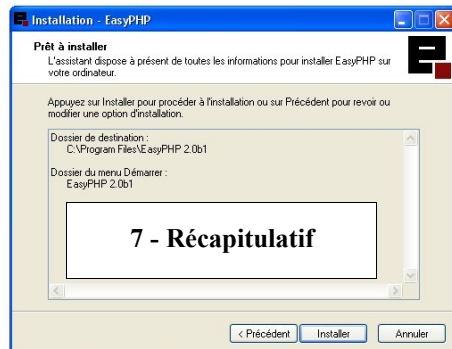 Installation - EasyPHP
Prêt à installer
L'assistant dispose à présent de toutes les informations pour installer EasyPHP sur
votre ordinateur.
Appuyez sur Installer pour procéder à l'installation ou sur Précédent pour revoir ou
modifier une option d'installation.
Dossier de destination :
C:\Program Files\EasyPHP 2.0b1
Dossier du menu Démarrer :
EasyPHP 2.0b1
7 - Récapitulatif
< Précédent Installer Annuler